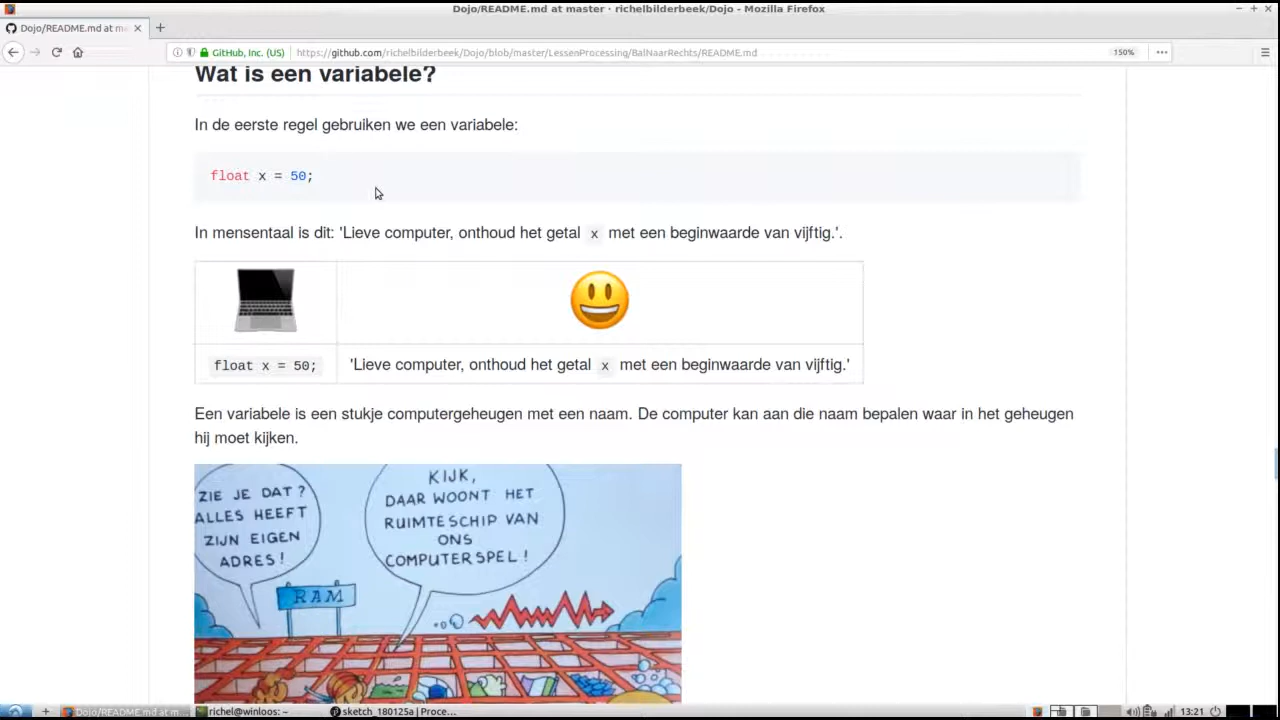 Dojo/README.md at master · richelbilderbeek/Dojo - Mozilla Firefox
Dojo/README.md at ma
GitHub, Inc. (US)
https://github.com/richelbilderbeek/Dojo/blob/master/LessenProcessing/BalNaarRechts/README.md
150%
Wat is een variabele?
In de eerste regel gebruiken we een variabele:
float x = 50;
In mensentaal is dit: 'Lieve computer, onthoud het getal x met een beginwaarde van vijftig.'.
float x = 50; 'Lieve computer, onthoud het getal x met een beginwaarde van vijftig.'
Een variabele is een stukje computergeheugen met een naam. De computer kan aan die naam bepalen waar in het geheugen
hij moet kijken.
ZIE JE DAT?
ALLES HEEFT
ZIJN EIGEN
ADRES!
KIJK,
DAAR WOONT HET
RUIMTESCHIP VAN
ONS
COMPUTERSPEL!
RAM
Dojo/README.md at m...
richel@winloos: ~
sketch_180125a | Proce...
13:21